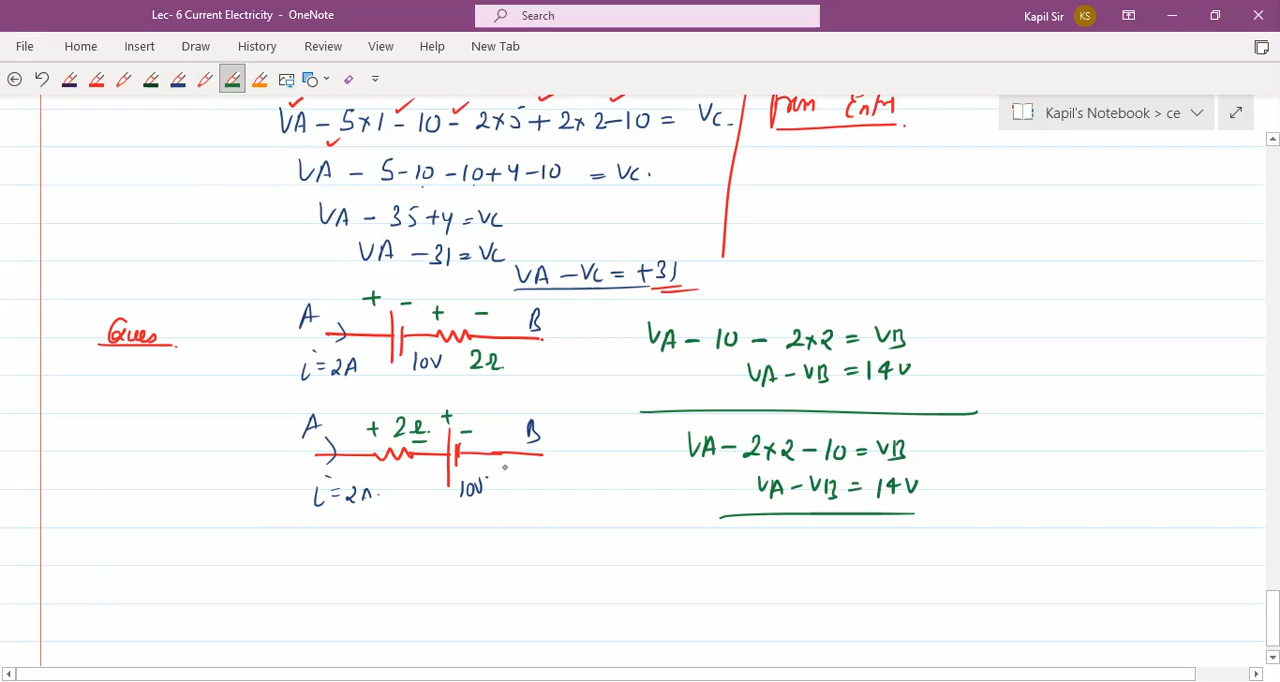 Lec- 6 Current Electricity - OneNote
Search
Kapil Sir
KS
File Home Insert Draw History Review View Help New Tab
Kapil's Notebook > ce
VA - 5×1 - 10 - 2×5 + 2×2 - 10 = VC
VA - 5 - 10 - 10 + 4 - 10 = VC.
VA - 35 + 4 = VC
VA - 31 = VC
VA - VC = +31
Ques
A + - + - B
i = 2A 10V 2Ω
VA - 10 - 2×2 = VB
VA - VB = 14V
A + 2Ω + - B
i = 2A. 10V
VA - 2×2 - 10 = VB
VA - VB = 14V